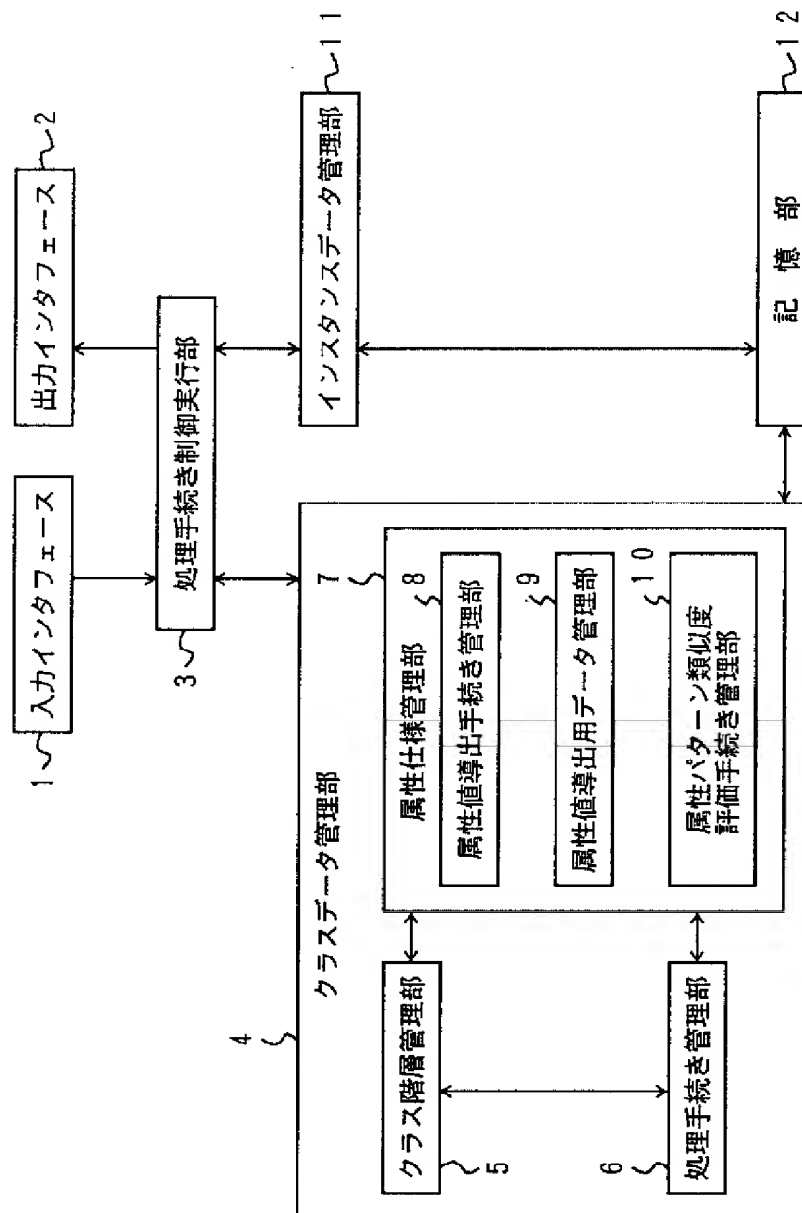 1
入力インタフェース
出力インタフェース
2
3
処理手続き制御実行部
4
クラスデータ管理部
インスタンスデータ管理部
11
5
クラス階層管理部
7
属性仕様管理部
8
属性値導出手続き管理部
9
属性値導出用データ管理部
10
属性パターン類似度
評価手続き管理部
6
処理手続き管理部
記憶部
12